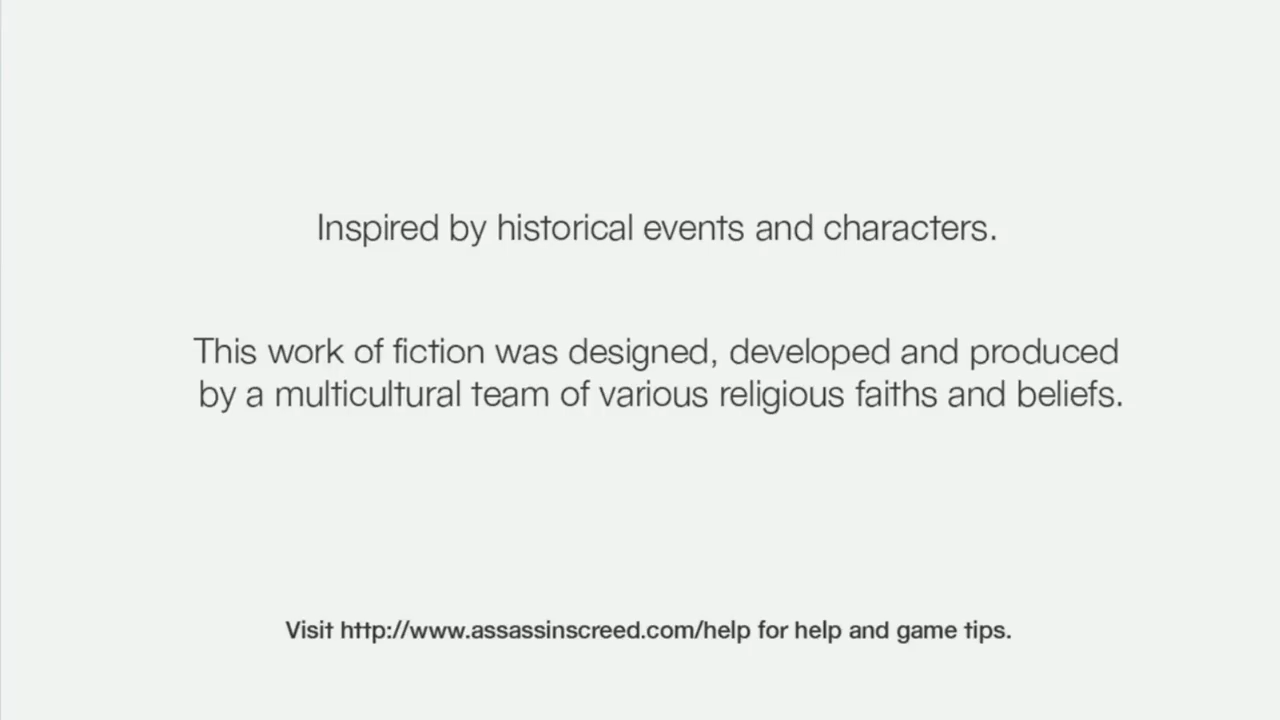 Inspired by historical events and characters.
This work of fiction was designed, developed and produced
by a multicultural team of various religious faiths and beliefs.
Visit http://www.assassinscreed.com/help for help and game tips.